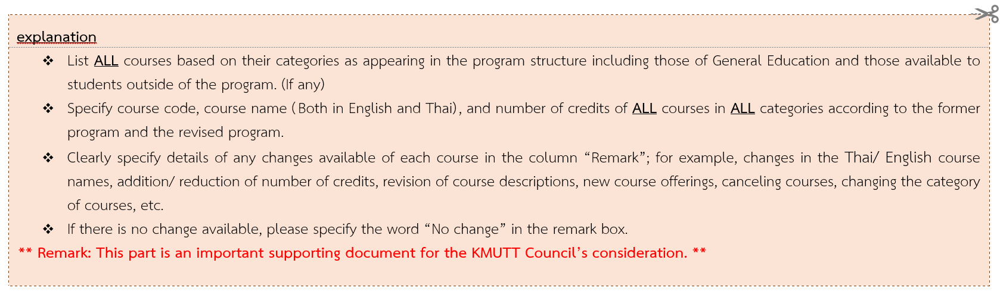 explanation
❖ List ALL courses based on their categories as appearing in the program structure including those of General Education and those available to
students outside of the program. (If any)
❖ Specify course code, course name (Both in English and Thai), and number of credits of ALL courses in ALL categories according to the former
program and the revised program.
❖ Clearly specify details of any changes available of each course in the column “Remark”; for example, changes in the Thai/ English course
names, addition/ reduction of number of credits, revision of course descriptions, new course offerings, canceling courses, changing the category
of courses, etc.
❖ If there is no change available, please specify the word “No change” in the remark box.
** Remark: This part is an important supporting document for the KMUTT Council’s consideration. **